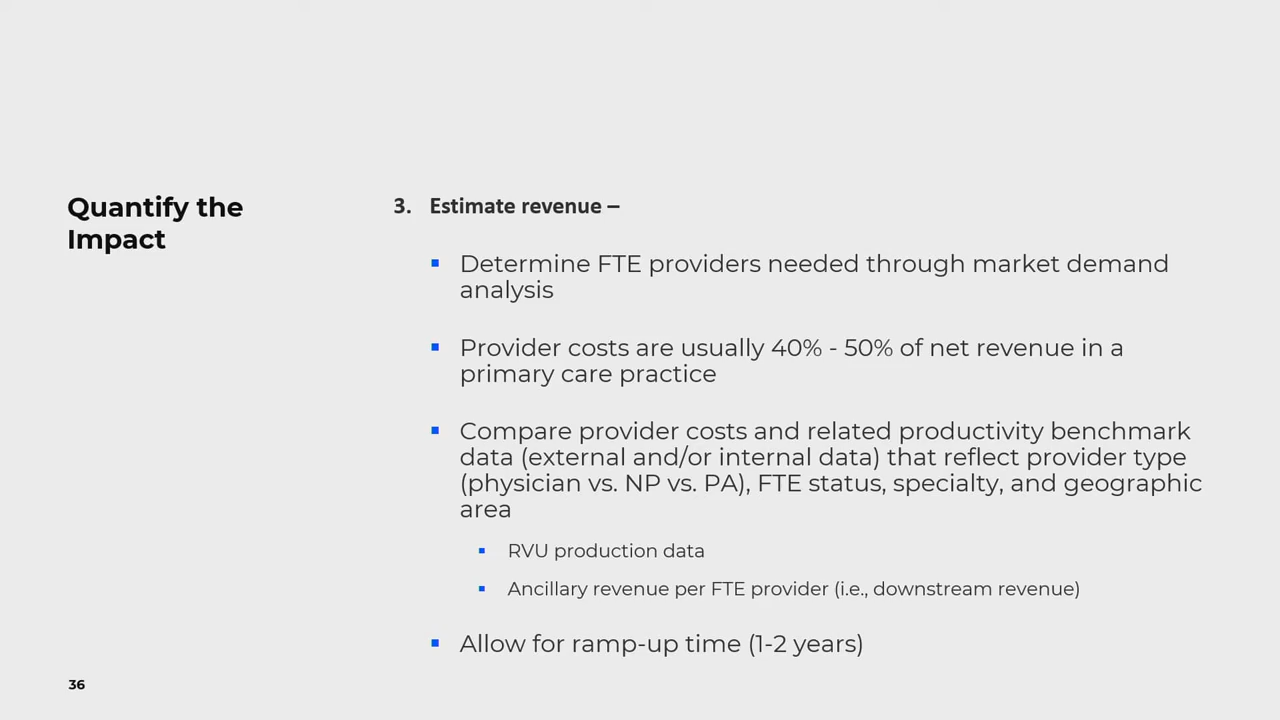 Quantify the
Impact
3. Estimate revenue –
▪ Determine FTE providers needed through market demand
analysis
▪ Provider costs are usually 40% - 50% of net revenue in a
primary care practice
▪ Compare provider costs and related productivity benchmark
data (external and/or internal data) that reflect provider type
(physician vs. NP vs. PA), FTE status, specialty, and geographic
area
▪ RVU production data
▪ Ancillary revenue per FTE provider (i.e., downstream revenue)
▪ Allow for ramp-up time (1-2 years)
36